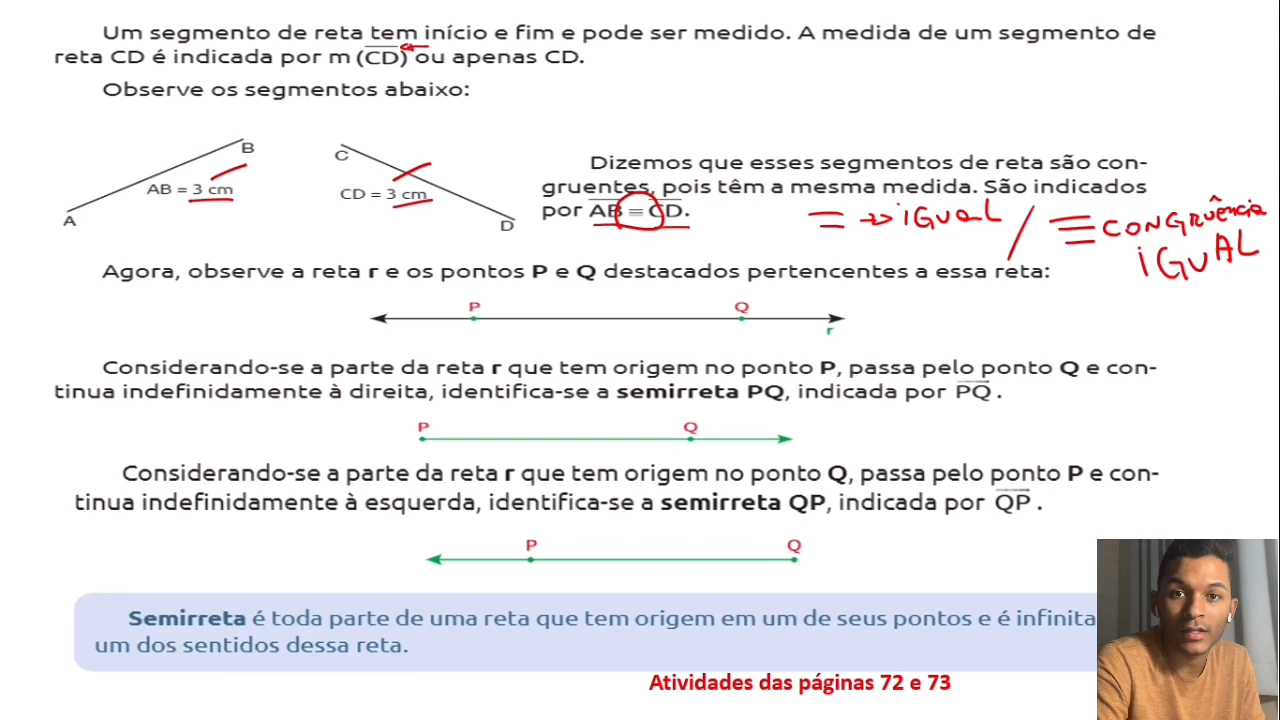 Um segmento de reta tem início e fim e pode ser medido. A medida de um segmento de
reta CD é indicada por m (CD) ou apenas CD.
Observe os segmentos abaixo:
B
AB = 3 cm
A
C
CD = 3 cm
D
Dizemos que esses segmentos de reta são con-
gruentes, pois têm a mesma medida. São indicados
por AB ≡ CD.
= → iGUAL / ≡ CONGRUÊNCIA
iGUAL
Agora, observe a reta r e os pontos P e Q destacados pertencentes a essa reta:
P Q
r
Considerando-se a parte da reta r que tem origem no ponto P, passa pelo ponto Q e con-
tinua indefinidamente à direita, identifica-se a semirreta PQ, indicada por PQ.
P Q
Considerando-se a parte da reta r que tem origem no ponto Q, passa pelo ponto P e con-
tinua indefinidamente à esquerda, identifica-se a semirreta QP, indicada por QP.
P Q
Semirreta é toda parte de uma reta que tem origem em um de seus pontos e é infinita
um dos sentidos dessa reta.
Atividades das páginas 72 e 73